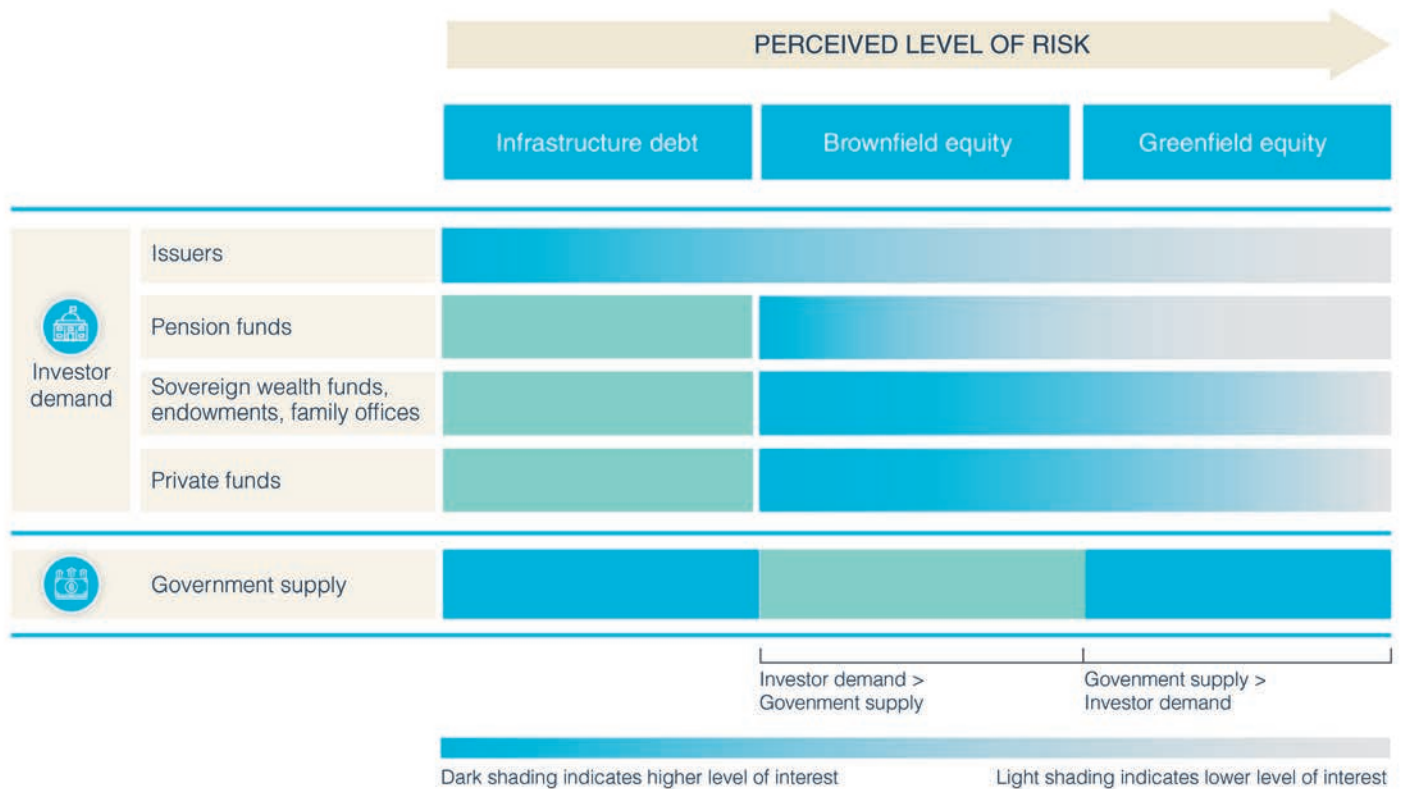 PERCEIVED LEVEL OF RISK
Infrastructure debt
Brownfield equity
Greenfield equity
Investor
demand
Issuers
Pension funds
Sovereign wealth funds,
endowments, family offices
Private funds
Government supply
Investor demand >
Govenment supply
Govenment supply >
Investor demand
Dark shading indicates higher level of interest
Light shading indicates lower level of interest